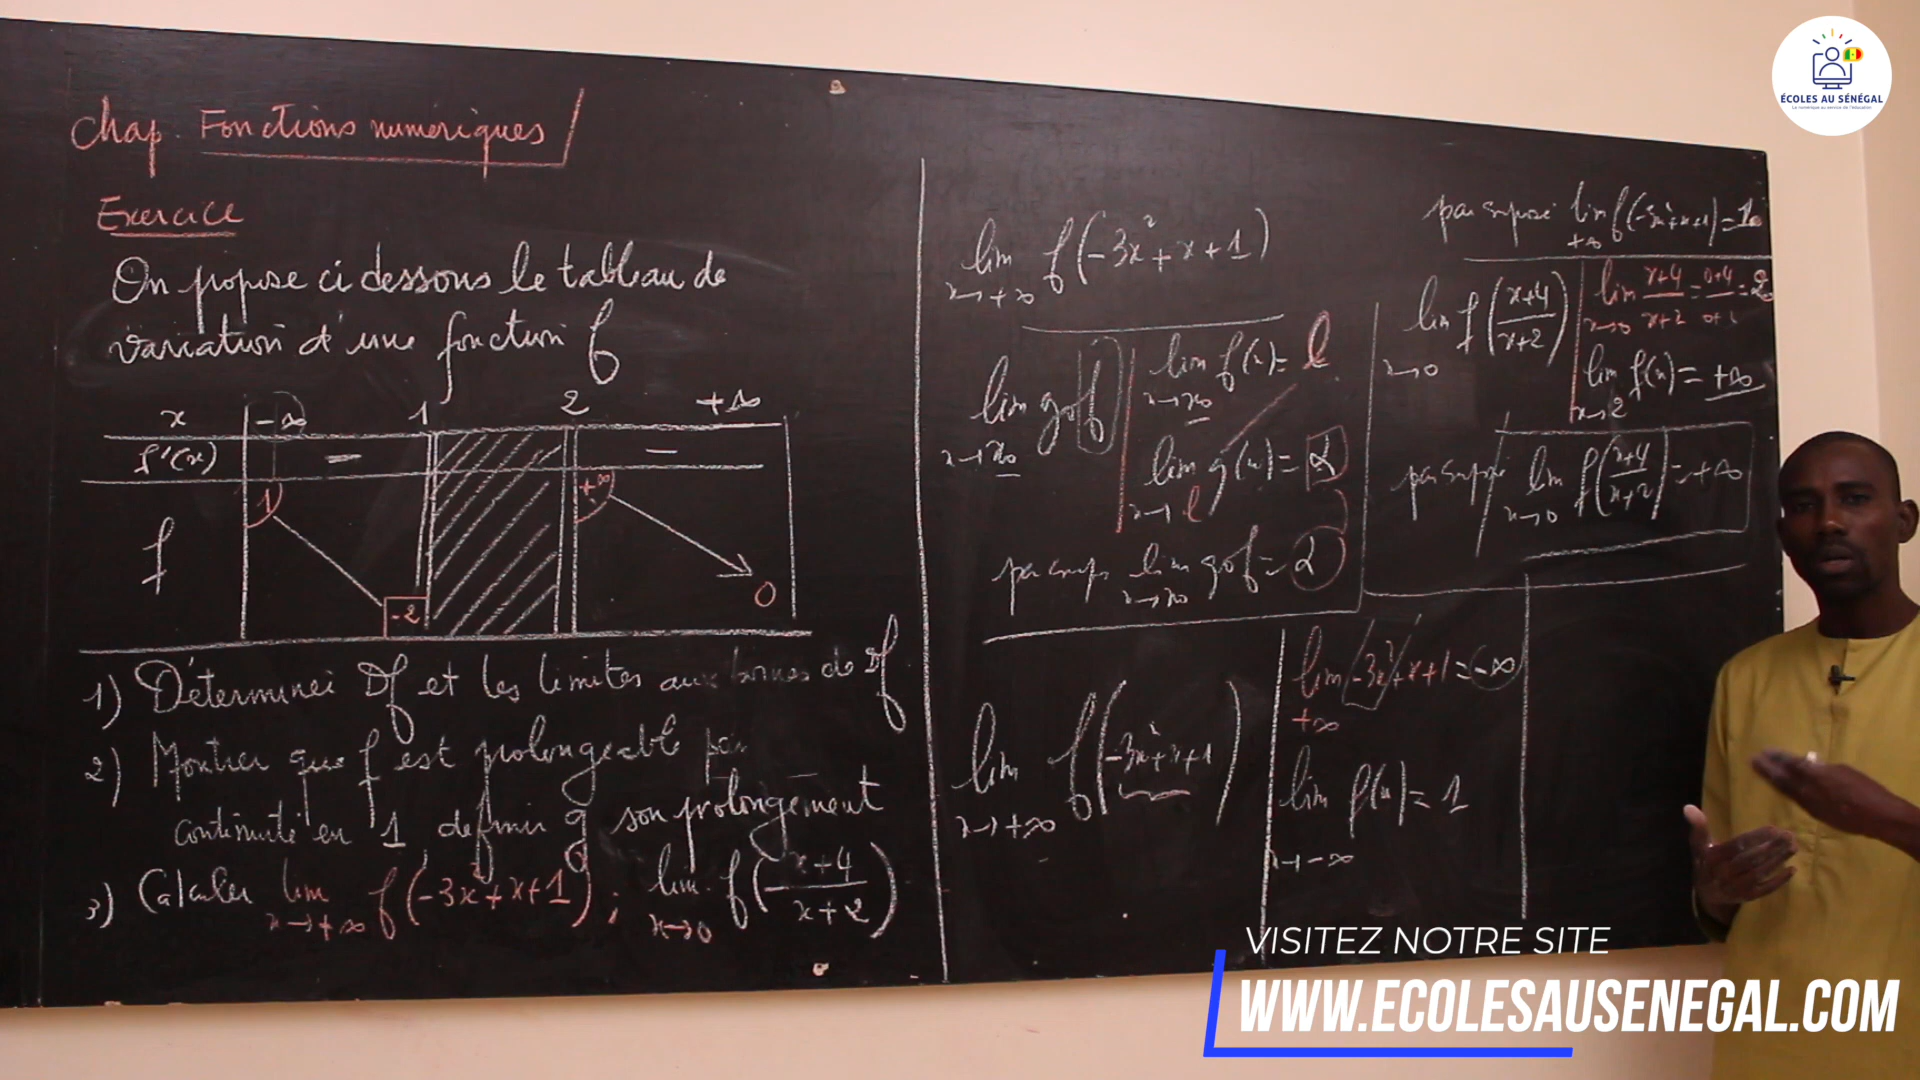 Chap. Fonctions numériques
Exercice
On propose ci dessous le tableau de
variation d'une fonction f
x -∞ 1 2 +∞
f'(x) - -
f 1 -2 +∞ 0
1) Déterminer Df et les limites aux bornes de Df
2) Montrer que f est prolongeable par
continuité en 1 definir g son prolongement
3) Calculer lim x→+∞ f(-3x²+x+1) ; lim x→0 f(x+4/x+2)
lim x→+∞ f(-3x²+x+1)
lim x→x0 gof
lim x→x0 f(x) = l
lim x→l g(x) = α
par comp lim x→x0 gof = α
lim x→+∞ f(-3x²+x+1)
lim +∞ -3x²+x+1 = -∞
lim x→-∞ f(x) = 1
par compose lim +∞ f(-3x²+x+1) = 1
lim x→0 f(x+4/x+2)
lim x→0 x+4/x+2 = 0+4/0+2 = 2
lim x→2 f(x) = +∞
lim x→0 f(x+4/x+2) = +∞
ÉCOLES AU SÉNÉGAL
VISITEZ NOTRE SITE
WWW.ECOLESAUSENEGAL.COM